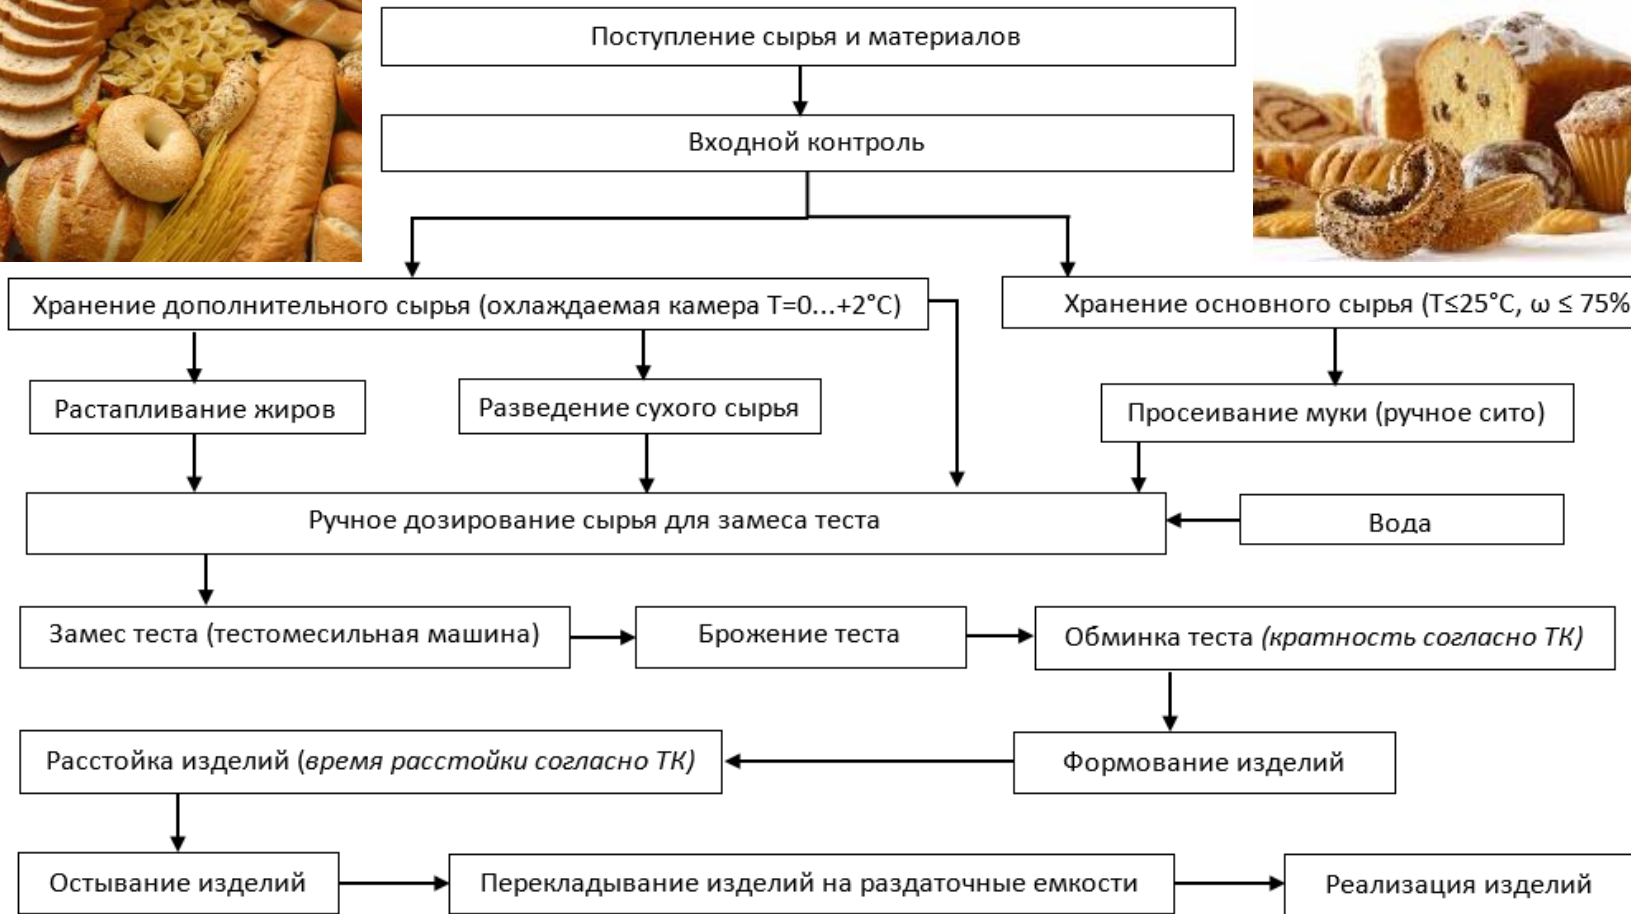 Поступление сырья и материалов
Входной контроль
Хранение дополнительного сырья (охлаждаемая камера Т=0...+2°С)
Хранение основного сырья (Т≤25°С, ω ≤ 75%
Растапливание жиров
Разведение сухого сырья
Просеивание муки (ручное сито)
Ручное дозирование сырья для замеса теста
Вода
Замес теста (тестомесильная машина)
Брожение теста
Обминка теста (кратность согласно ТК)
Расстойка изделий (время расстойки согласно ТК)
Формование изделий
Остывание изделий
Перекладывание изделий на раздаточные емкости
Реализация изделий